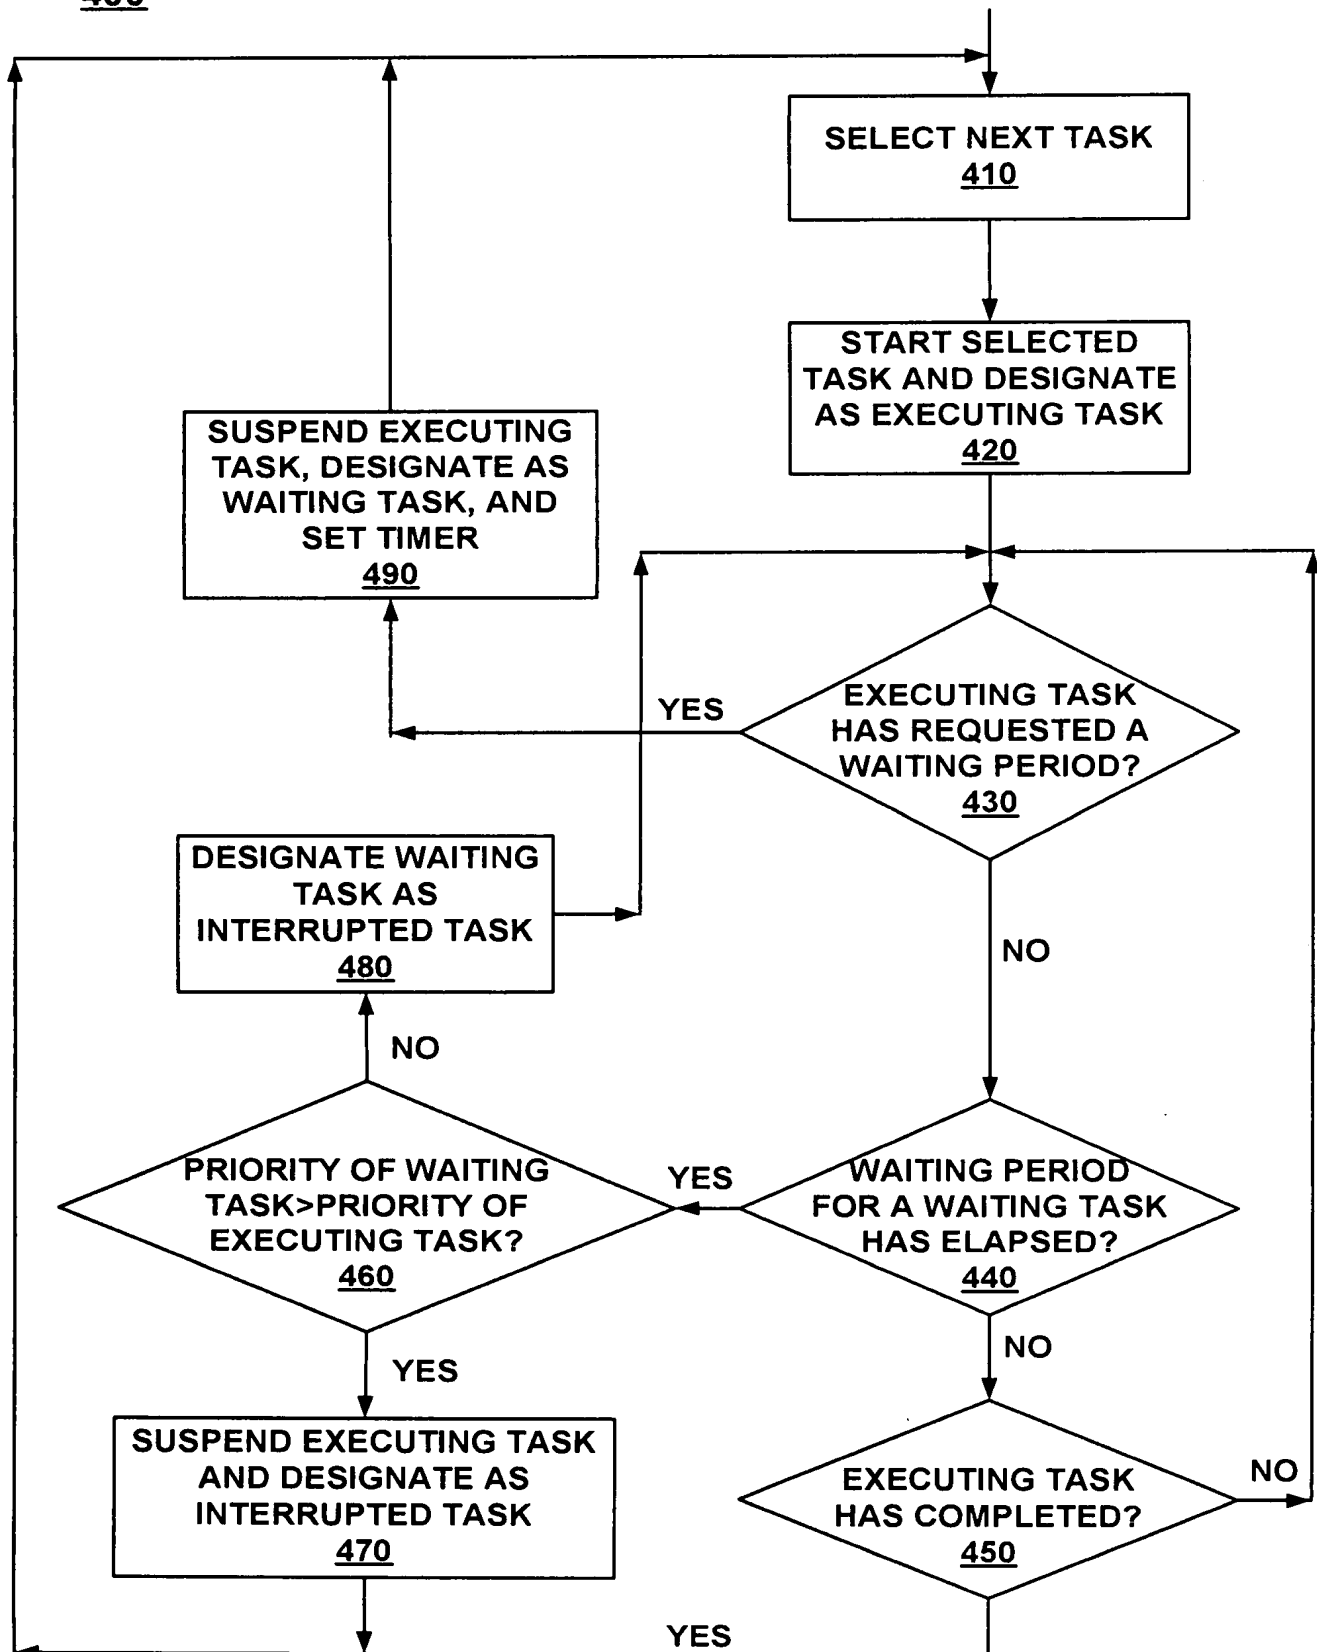 400
SELECT NEXT TASK
410
START SELECTED
TASK AND DESIGNATE
AS EXECUTING TASK
420
SUSPEND EXECUTING
TASK, DESIGNATE AS
WAITING TASK, AND
SET TIMER
490
EXECUTING TASK
HAS REQUESTED A
WAITING PERIOD?
430
YES
DESIGNATE WAITING
TASK AS
INTERRUPTED TASK
480
NO
NO
PRIORITY OF WAITING
TASK>PRIORITY OF
EXECUTING TASK?
460
YES
WAITING PERIOD
FOR A WAITING TASK
HAS ELAPSED?
440
NO
YES
SUSPEND EXECUTING TASK
AND DESIGNATE AS
INTERRUPTED TASK
470
EXECUTING TASK
HAS COMPLETED?
450
NO
YES